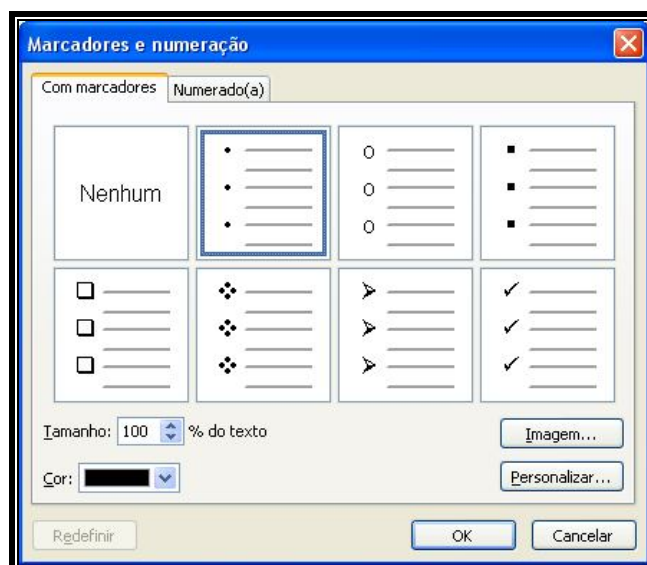 Marcadores e numeração
Com marcadores Numerado(a)
Nenhum
Tamanho: 100 % do texto
Imagem...
Cor:
Personalizar...
Redefinir OK Cancelar